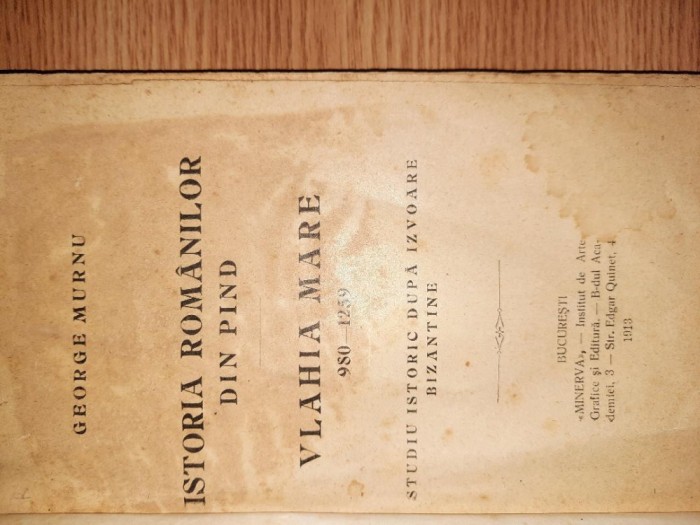 GEORGE MURNU
ISTORIA ROMÂNILOR
DIN PIND
VLAHIA MARE
980—1259
STUDIU ISTORIC DUPĂ IZVOARE
BIZANTINE
BUCUREȘTI
«MINERVA», — Institut de Arte
Grafice și Editură. — B-dul Aca-
demiei, 3 — Str. Edgar Quinet, 4
1913